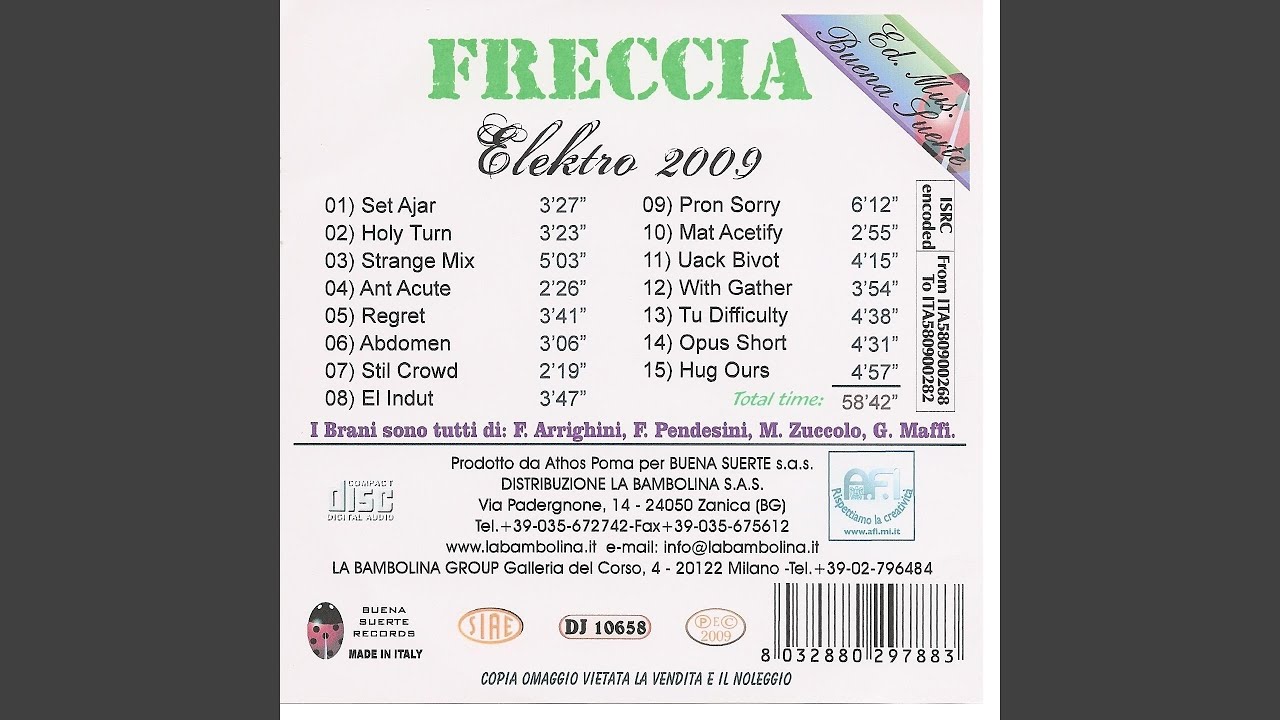 FRECCIA
Ed. Mus.
Buena Suerte
Elektro 2009
01) Set Ajar 3'27"
02) Holy Turn 3'23"
03) Strange Mix 5'03"
04) Ant Acute 2'26"
05) Regret 3'41"
06) Abdomen 3'06"
07) Stil Crowd 2'19"
08) El Indut 3'47"
09) Pron Sorry 6'12"
10) Mat Acetify 2'55"
11) Uack Bivot 4'15"
12) With Gather 3'54"
13) Tu Difficulty 4'38"
14) Opus Short 4'31"
15) Hug Ours 4'57"
Total time: 58'42"
ISRC
encoded
From ITA580900268
To ITA580900282
I Brani sono tutti di: F. Arrighini, F. Pendesini, M. Zuccolo, G. Maffi.
COMPACT
disc
DIGITAL AUDIO
Prodotto da Athos Poma per BUENA SUERTE s.a.s.
DISTRIBUZIONE LA BAMBOLINA S.A.S.
Via Padergnone, 14 - 24050 Zanica (BG)
Tel.+39-035-672742-Fax+39-035-675612
www.labambolina.it e-mail: info@labambolina.it
LA BAMBOLINA GROUP Galleria del Corso, 4 - 20122 Milano -Tel.+39-02-796484
A.F.I.
Rispettiamo la creatività
www.afi.mi.it
BUENA
SUERTE
RECORDS
MADE IN ITALY
SIAE
DJ 10658
PEC
2009
8 032880 297883
COPIA OMAGGIO VIETATA LA VENDITA E IL NOLEGGIO